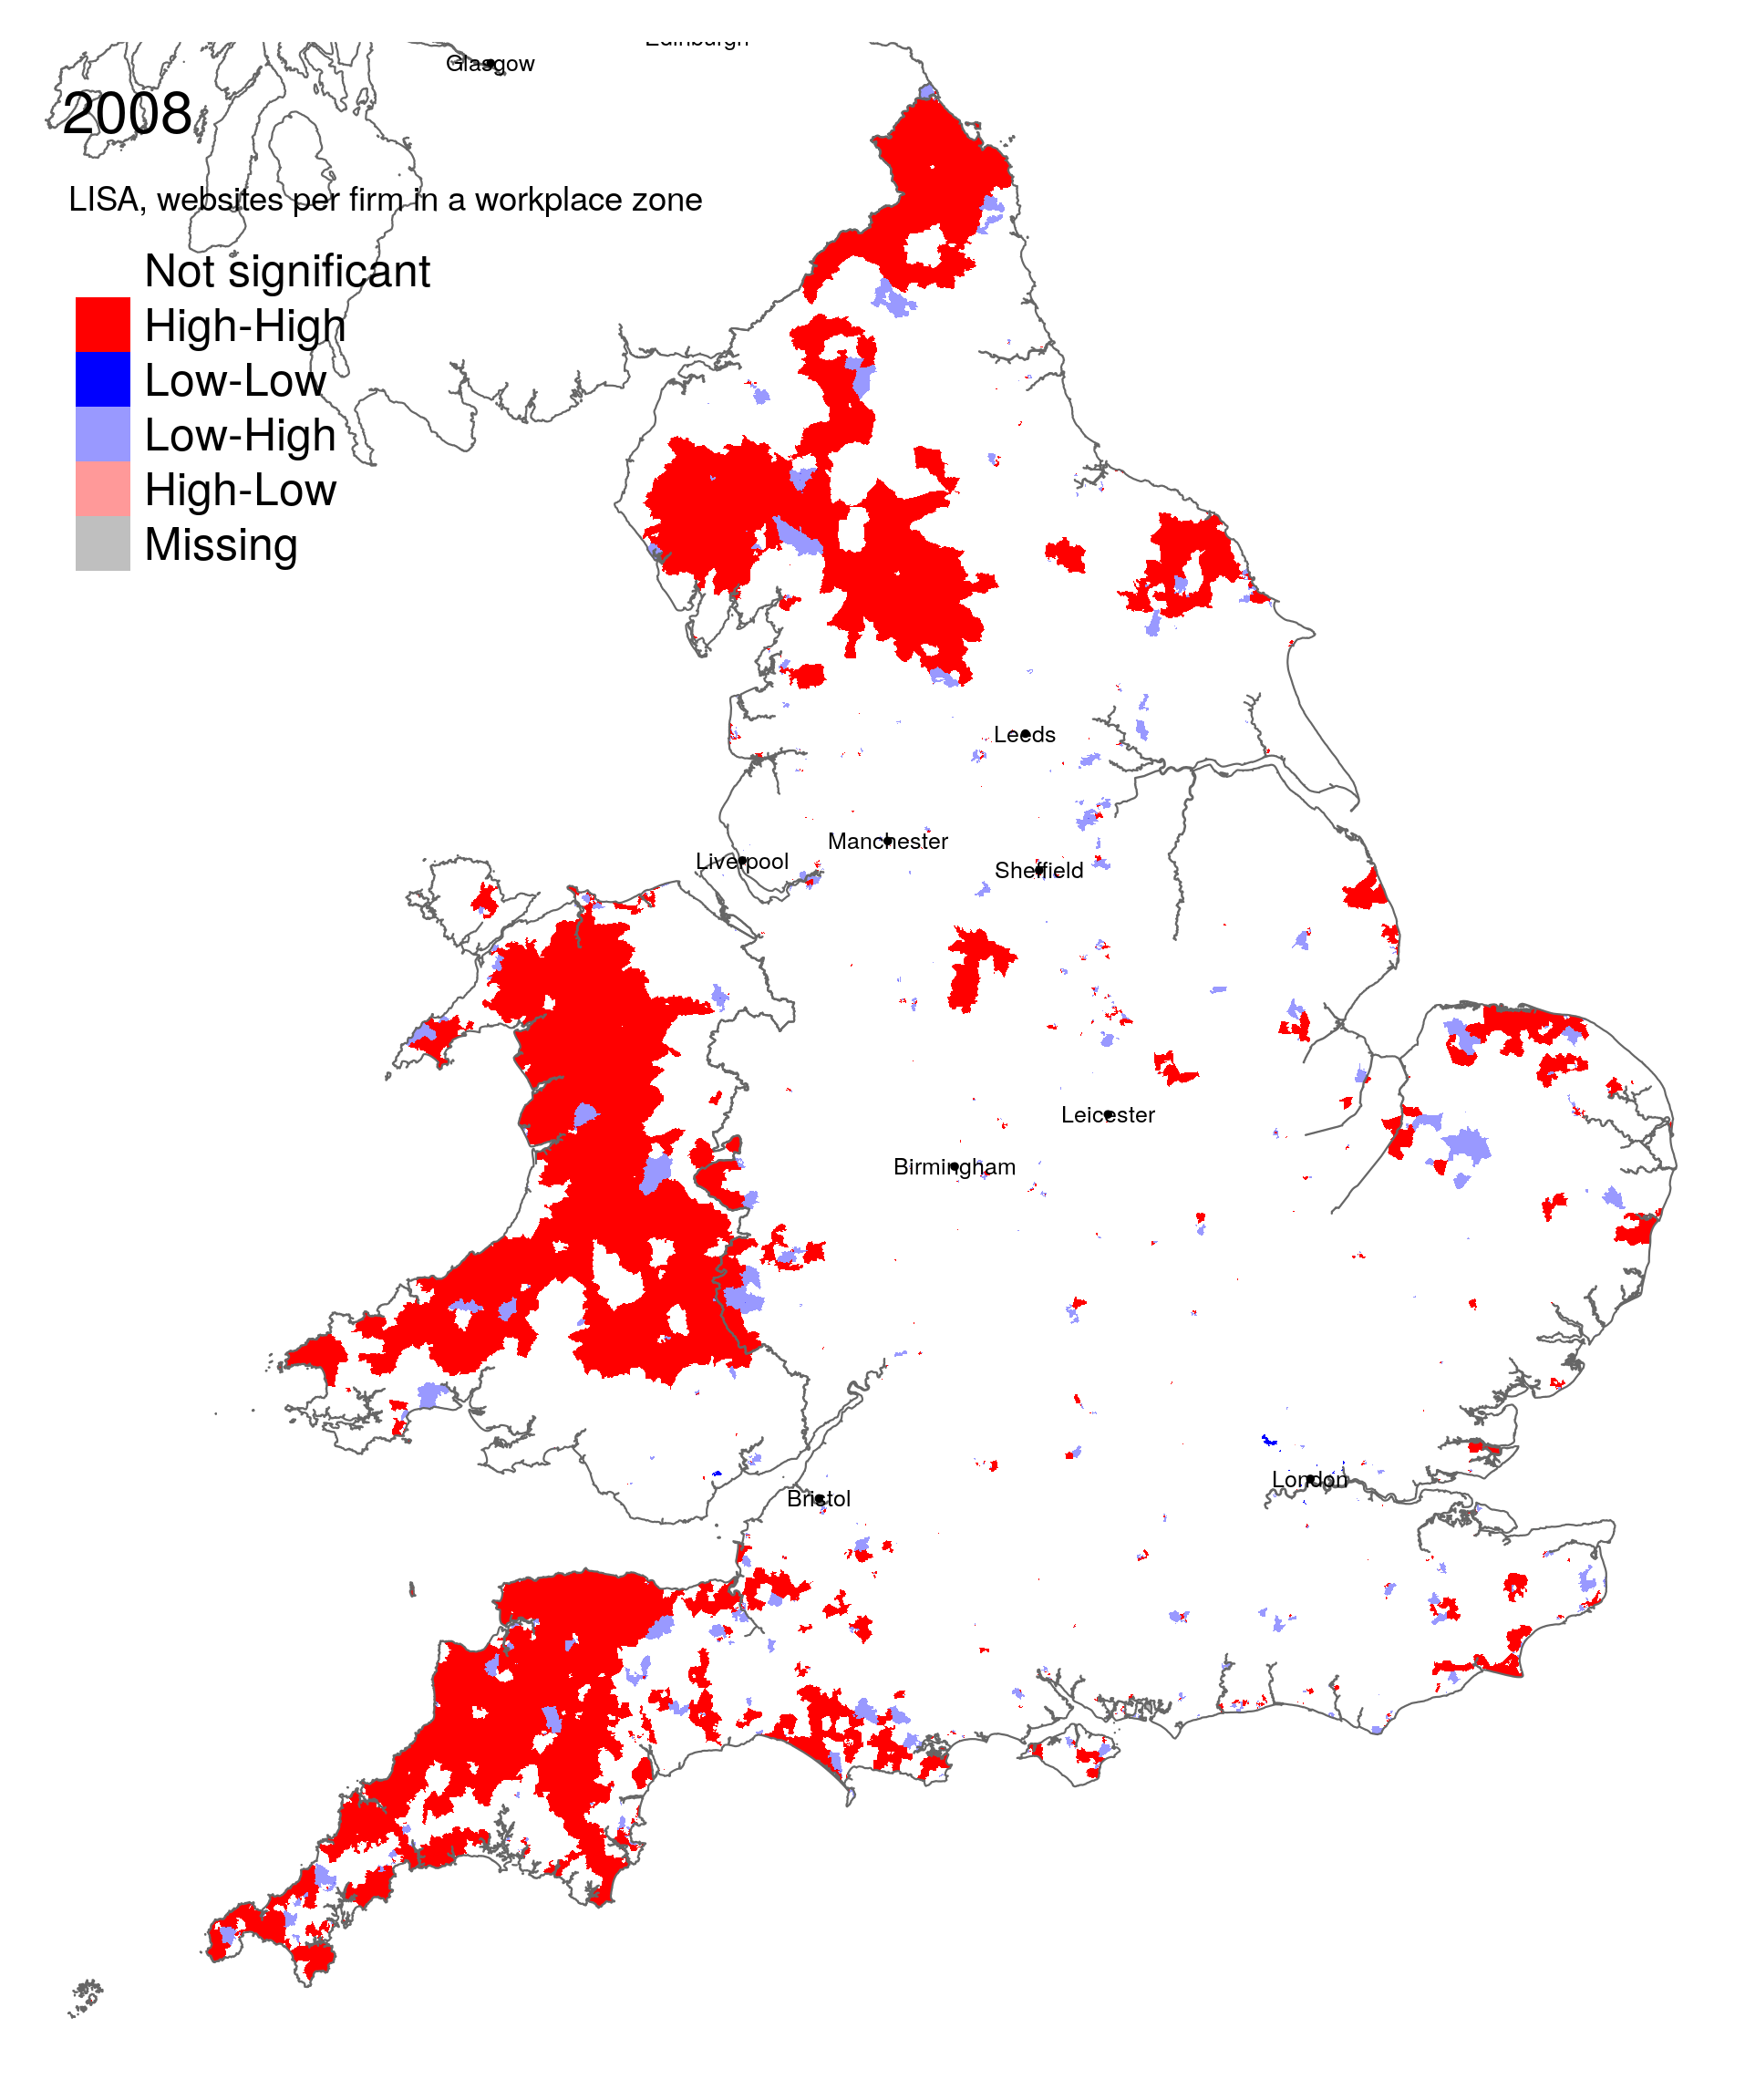 Edinburgh
Glasgow
2008
LISA, websites per firm in a workplace zone
Not significant
High-High
Low-Low
Low-High
High-Low
Missing
Leeds
Manchester
Liverpool
Sheffield
Leicester
Birmingham
London
Bristol